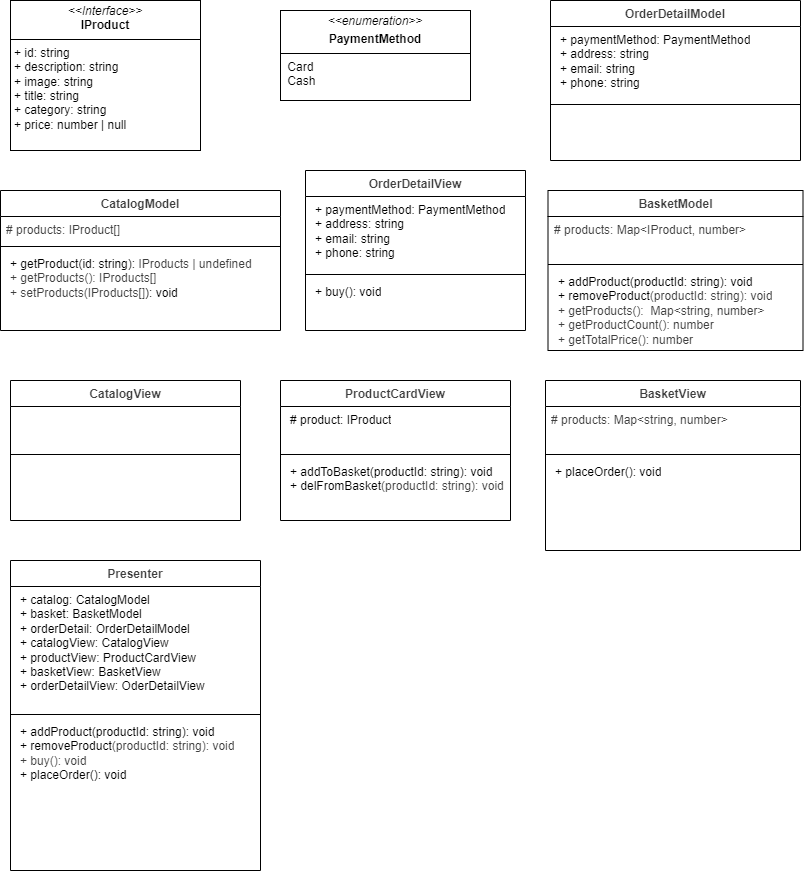 <<Interface>>
IProduct
+ id: string
+ description: string
+ image: string
+ title: string
+ category: string
+ price: number | null
<<enumeration>>
PaymentMethod
Card
Cash
OrderDetailModel
+ paymentMethod: PaymentMethod
+ address: string
+ email: string
+ phone: string
CatalogModel
# products: IProduct[]
+ getProduct(id: string): IProducts | undefined
+ getProducts(): IProducts[]
+ setProducts(IProducts[]): void
OrderDetailView
+ paymentMethod: PaymentMethod
+ address: string
+ email: string
+ phone: string
+ buy(): void
BasketModel
# products: Map<IProduct, number>
+ addProduct(productId: string): void
+ removeProduct(productId: string): void
+ getProducts(): Map<string, number>
+ getProductCount(): number
+ getTotalPrice(): number
CatalogView
ProductCardView
# product: IProduct
+ addToBasket(productId: string): void
+ delFromBasket(productId: string): void
BasketView
# products: Map<string, number>
+ placeOrder(): void
Presenter
+ catalog: CatalogModel
+ basket: BasketModel
+ orderDetail: OrderDetailModel
+ catalogView: CatalogView
+ productView: ProductCardView
+ basketView: BasketView
+ orderDetailView: OderDetailView
+ addProduct(productId: string): void
+ removeProduct(productId: string): void
+ buy(): void
+ placeOrder(): void